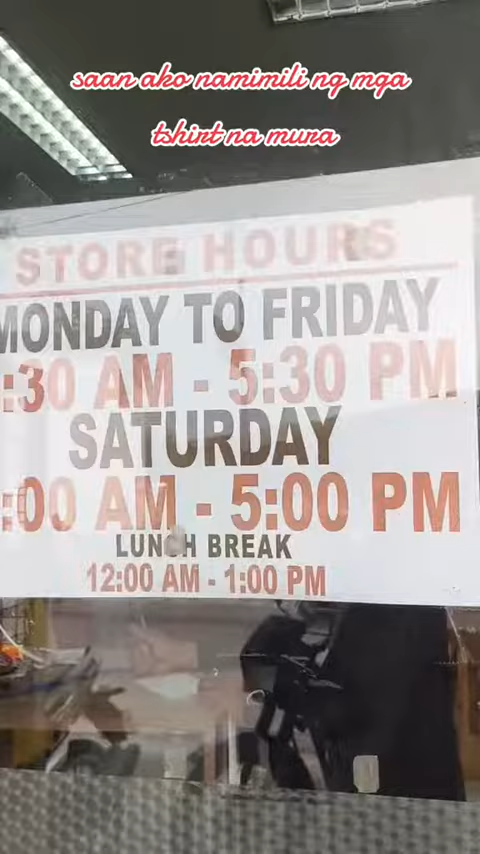 saan ako namimili ng mga
tshirt na mura
STORE HOURS
MONDAY TO FRIDAY
:30 AM - 5:30 PM
SATURDAY
:00 AM - 5:00 PM
LUNCH BREAK
12:00 AM - 1:00 PM